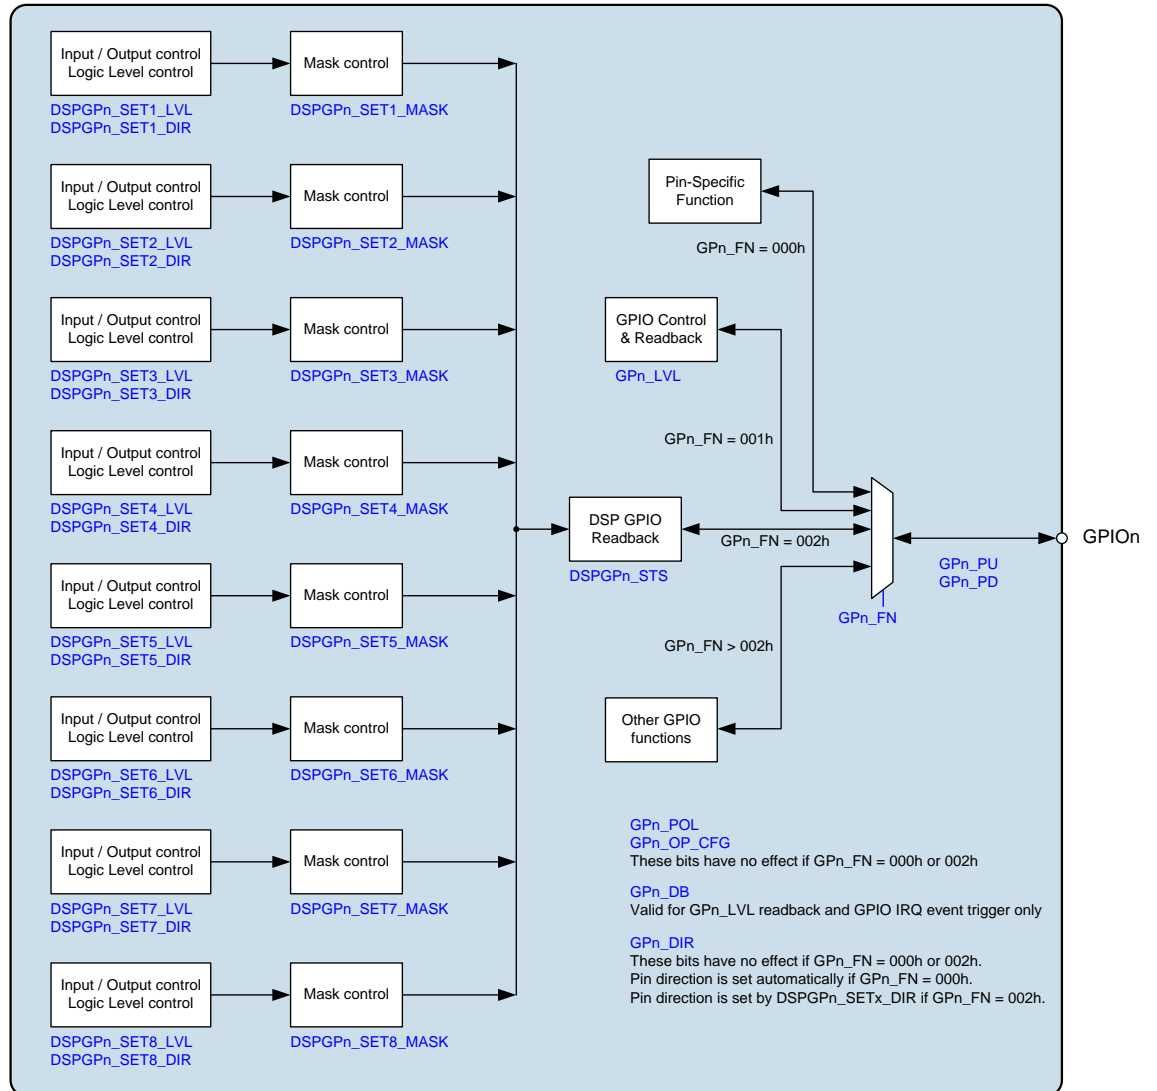 Input / Output control
Logic Level control
DSPGPn_SET1_LVL
DSPGPn_SET1_DIR
Mask control
DSPGPn_SET1_MASK
Input / Output control
Logic Level control
DSPGPn_SET2_LVL
DSPGPn_SET2_DIR
Mask control
DSPGPn_SET2_MASK
Input / Output control
Logic Level control
DSPGPn_SET3_LVL
DSPGPn_SET3_DIR
Mask control
DSPGPn_SET3_MASK
Input / Output control
Logic Level control
DSPGPn_SET4_LVL
DSPGPn_SET4_DIR
Mask control
DSPGPn_SET4_MASK
Input / Output control
Logic Level control
DSPGPn_SET5_LVL
DSPGPn_SET5_DIR
Mask control
DSPGPn_SET5_MASK
Input / Output control
Logic Level control
DSPGPn_SET6_LVL
DSPGPn_SET6_DIR
Mask control
DSPGPn_SET6_MASK
Input / Output control
Logic Level control
DSPGPn_SET7_LVL
DSPGPn_SET7_DIR
Mask control
DSPGPn_SET7_MASK
Input / Output control
Logic Level control
DSPGPn_SET8_LVL
DSPGPn_SET8_DIR
Mask control
DSPGPn_SET8_MASK
Pin-Specific
Function
GPn_FN = 000h
GPIO Control
& Readback
GPn_LVL
GPn_FN = 001h
DSP GPIO
Readback
DSPGPn_STS
GPn_FN = 002h
GPn_FN > 002h
Other GPIO
functions
GPn_FN
GPn_PU
GPn_PD
GPIOn
GPn_POL
GPn_OP_CFG
These bits have no effect if GPn_FN = 000h or 002h
GPn_DB
Valid for GPn_LVL readback and GPIO IRQ event trigger only
GPn_DIR
These bits have no effect if GPn_FN = 000h or 002h.
Pin direction is set automatically if GPn_FN = 000h.
Pin direction is set by DSPGPn_SETx_DIR if GPn_FN = 002h.